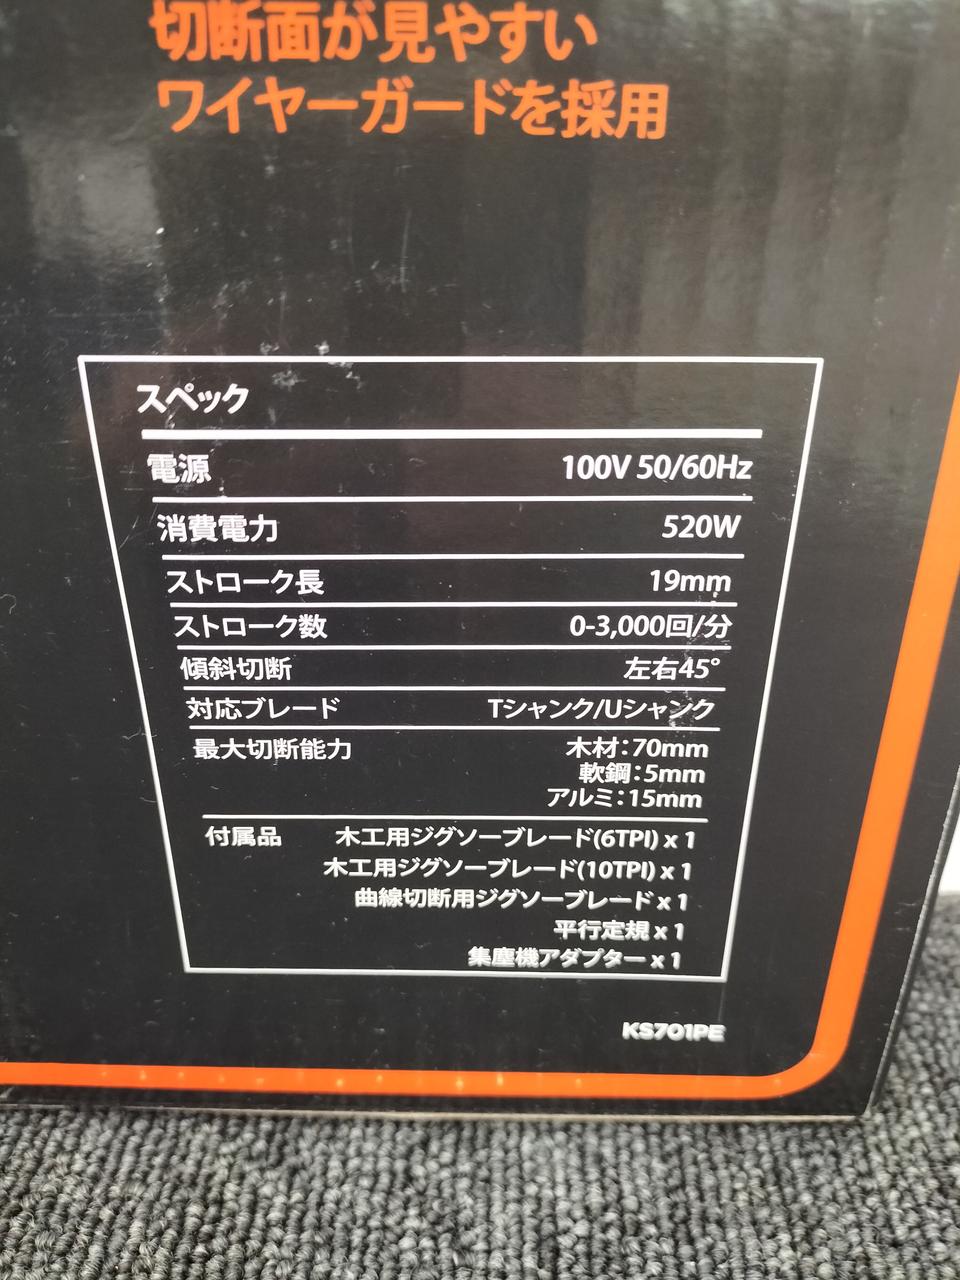 切断面が見やすい
ワイヤーガードを採用
スペック
電源 100V 50/60Hz
消費電力 520W
ストローク長 19mm
ストローク数 0-3,000回/分
傾斜切断 左右45°
対応ブレード Tシャンク/Uシャンク
最大切断能力 木材:70mm
軟鋼:5mm
アルミ:15mm
付属品 木工用ジグソーブレード(6TPI) x 1
木工用ジグソーブレード(10TPI) x 1
曲線切断用ジグソーブレード x 1
平行定規 x 1
集塵機アダプター x 1
KS701PE